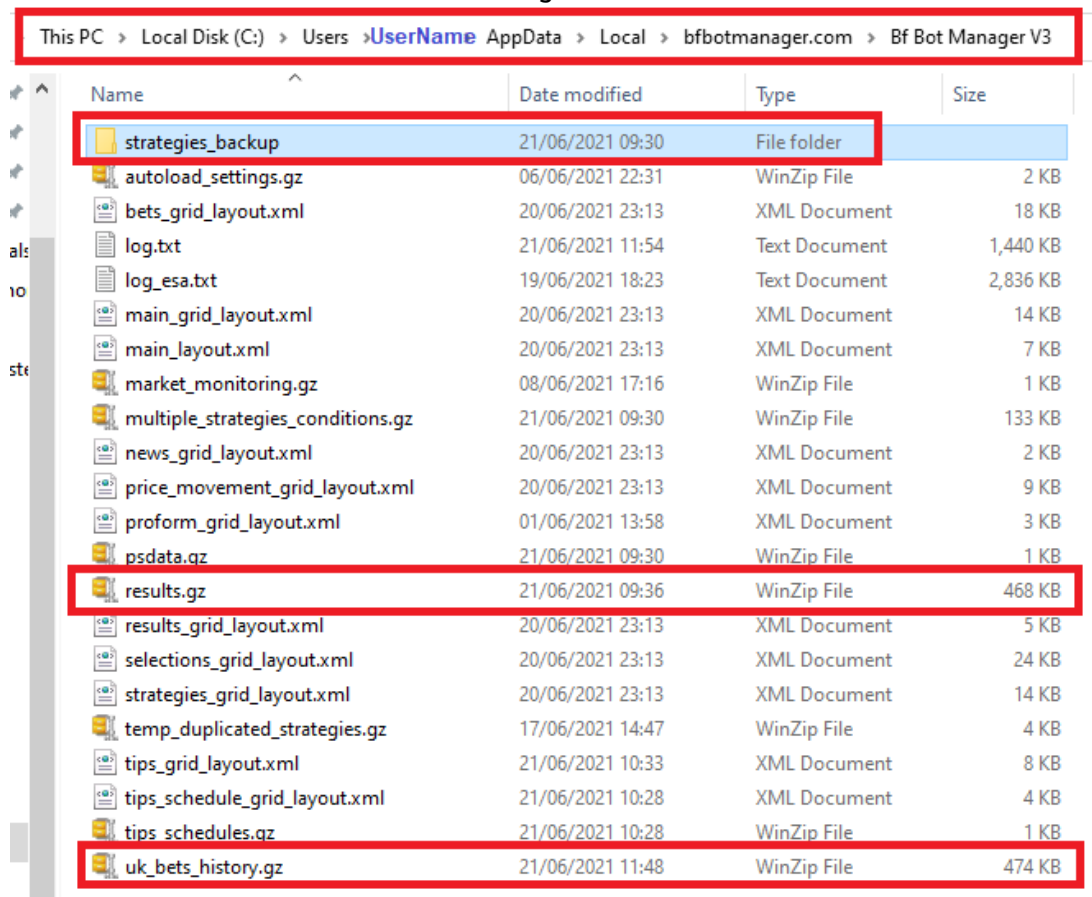 This PC > Local Disk (C:) > Users >UserName AppData > Local > bfbotmanager.com > Bf Bot Manager V3
Name Date modified Type Size
strategies_backup 21/06/2021 09:30 File folder
autoload_settings.gz 06/06/2021 22:31 WinZip File 2 KB
bets_grid_layout.xml 20/06/2021 23:13 XML Document 18 KB
log.txt 21/06/2021 11:54 Text Document 1,440 KB
log_esa.txt 19/06/2021 18:23 Text Document 2,836 KB
main_grid_layout.xml 20/06/2021 23:13 XML Document 14 KB
main_layout.xml 20/06/2021 23:13 XML Document 7 KB
market_monitoring.gz 08/06/2021 17:16 WinZip File 1 KB
multiple_strategies_conditions.gz 21/06/2021 09:30 WinZip File 133 KB
news_grid_layout.xml 20/06/2021 23:13 XML Document 2 KB
price_movement_grid_layout.xml 20/06/2021 23:13 XML Document 9 KB
proform_grid_layout.xml 01/06/2021 13:58 XML Document 3 KB
psdata.gz 21/06/2021 09:30 WinZip File 1 KB
results.gz 21/06/2021 09:36 WinZip File 468 KB
results_grid_layout.xml 20/06/2021 23:13 XML Document 5 KB
selections_grid_layout.xml 20/06/2021 23:13 XML Document 24 KB
strategies_grid_layout.xml 20/06/2021 23:13 XML Document 14 KB
temp_duplicated_strategies.gz 17/06/2021 14:47 WinZip File 4 KB
tips_grid_layout.xml 21/06/2021 10:33 XML Document 8 KB
tips_schedule_grid_layout.xml 21/06/2021 10:28 XML Document 4 KB
tips_schedules.gz 21/06/2021 10:28 WinZip File 1 KB
uk_bets_history.gz 21/06/2021 11:48 WinZip File 474 KB